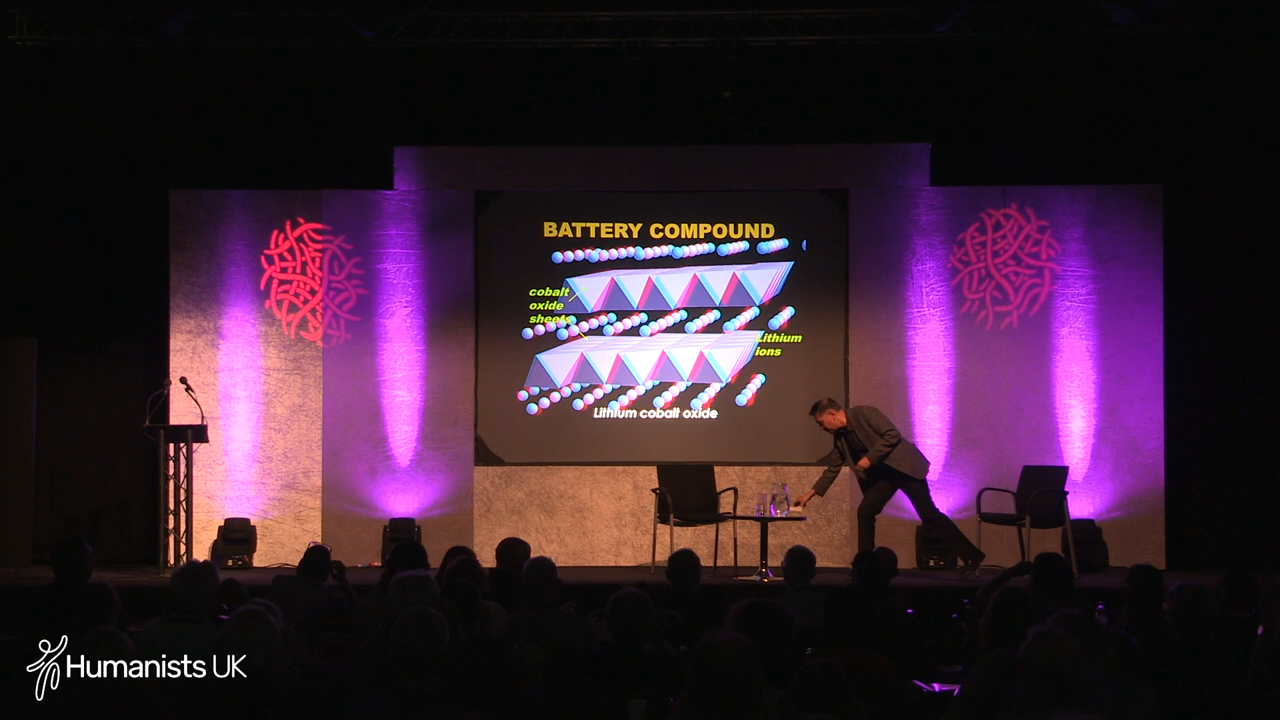 BATTERY COMPOUND
cobalt
oxide
sheets
Lithium
ions
Lithium cobalt oxide
Humanists UK